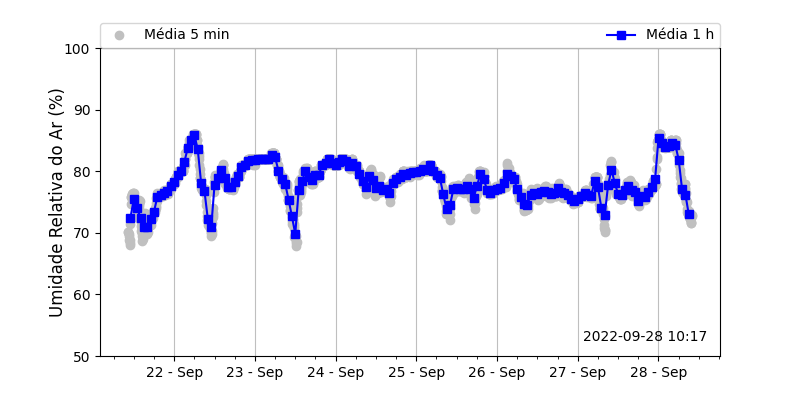 Média 5 min
Média 1 h
Umidade Relativa do Ar (%)
100
90
80
70
60
50
2022-09-28 10:17
22 - Sep
23 - Sep
24 - Sep
25 - Sep
26 - Sep
27 - Sep
28 - Sep